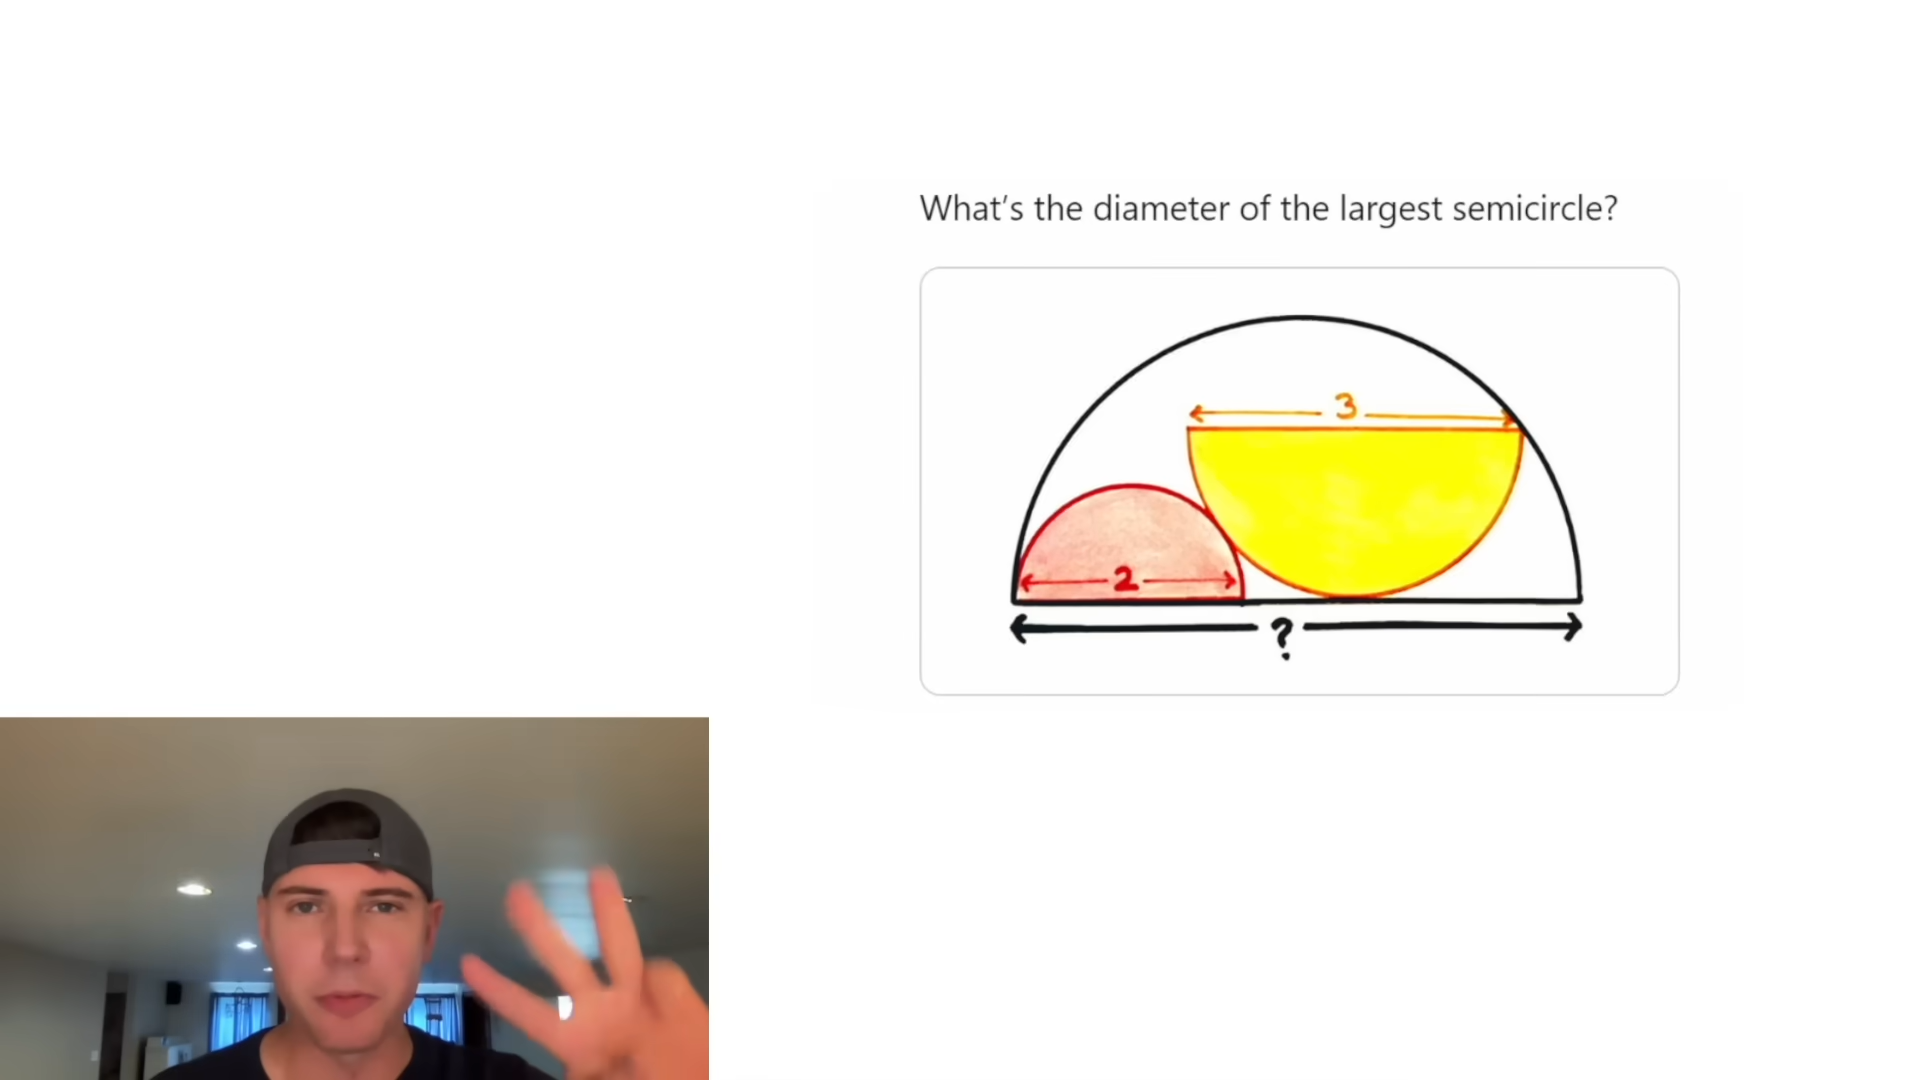 What's the diameter of the largest semicircle?
3
2
?